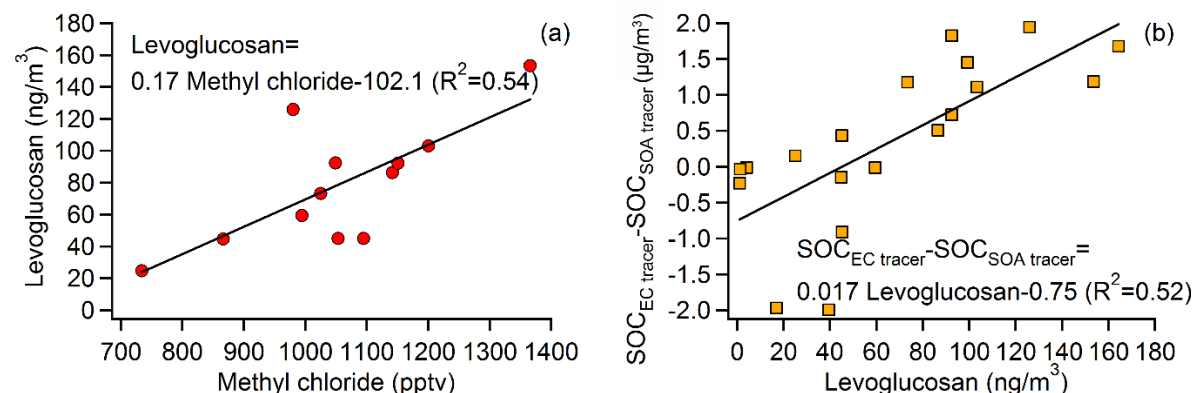 Levoglucosan (ng/m³)
180
160
140
120
100
80
60
40
20
0
(a)
Levoglucosan=
0.17 Methyl chloride-102.1 (R²=0.54)
700 800 900 1000 1100 1200 1300 1400
Methyl chloride (pptv)
SOC_EC tracer-SOC_SOA tracer (µg/m³)
2.0
1.5
1.0
0.5
0.0
-0.5
-1.0
-1.5
-2.0
(b)
SOC_EC tracer-SOC_SOA tracer=
0.017 Levoglucosan-0.75 (R²=0.52)
0 20 40 60 80 100 120 140 160 180
Levoglucosan (ng/m³)